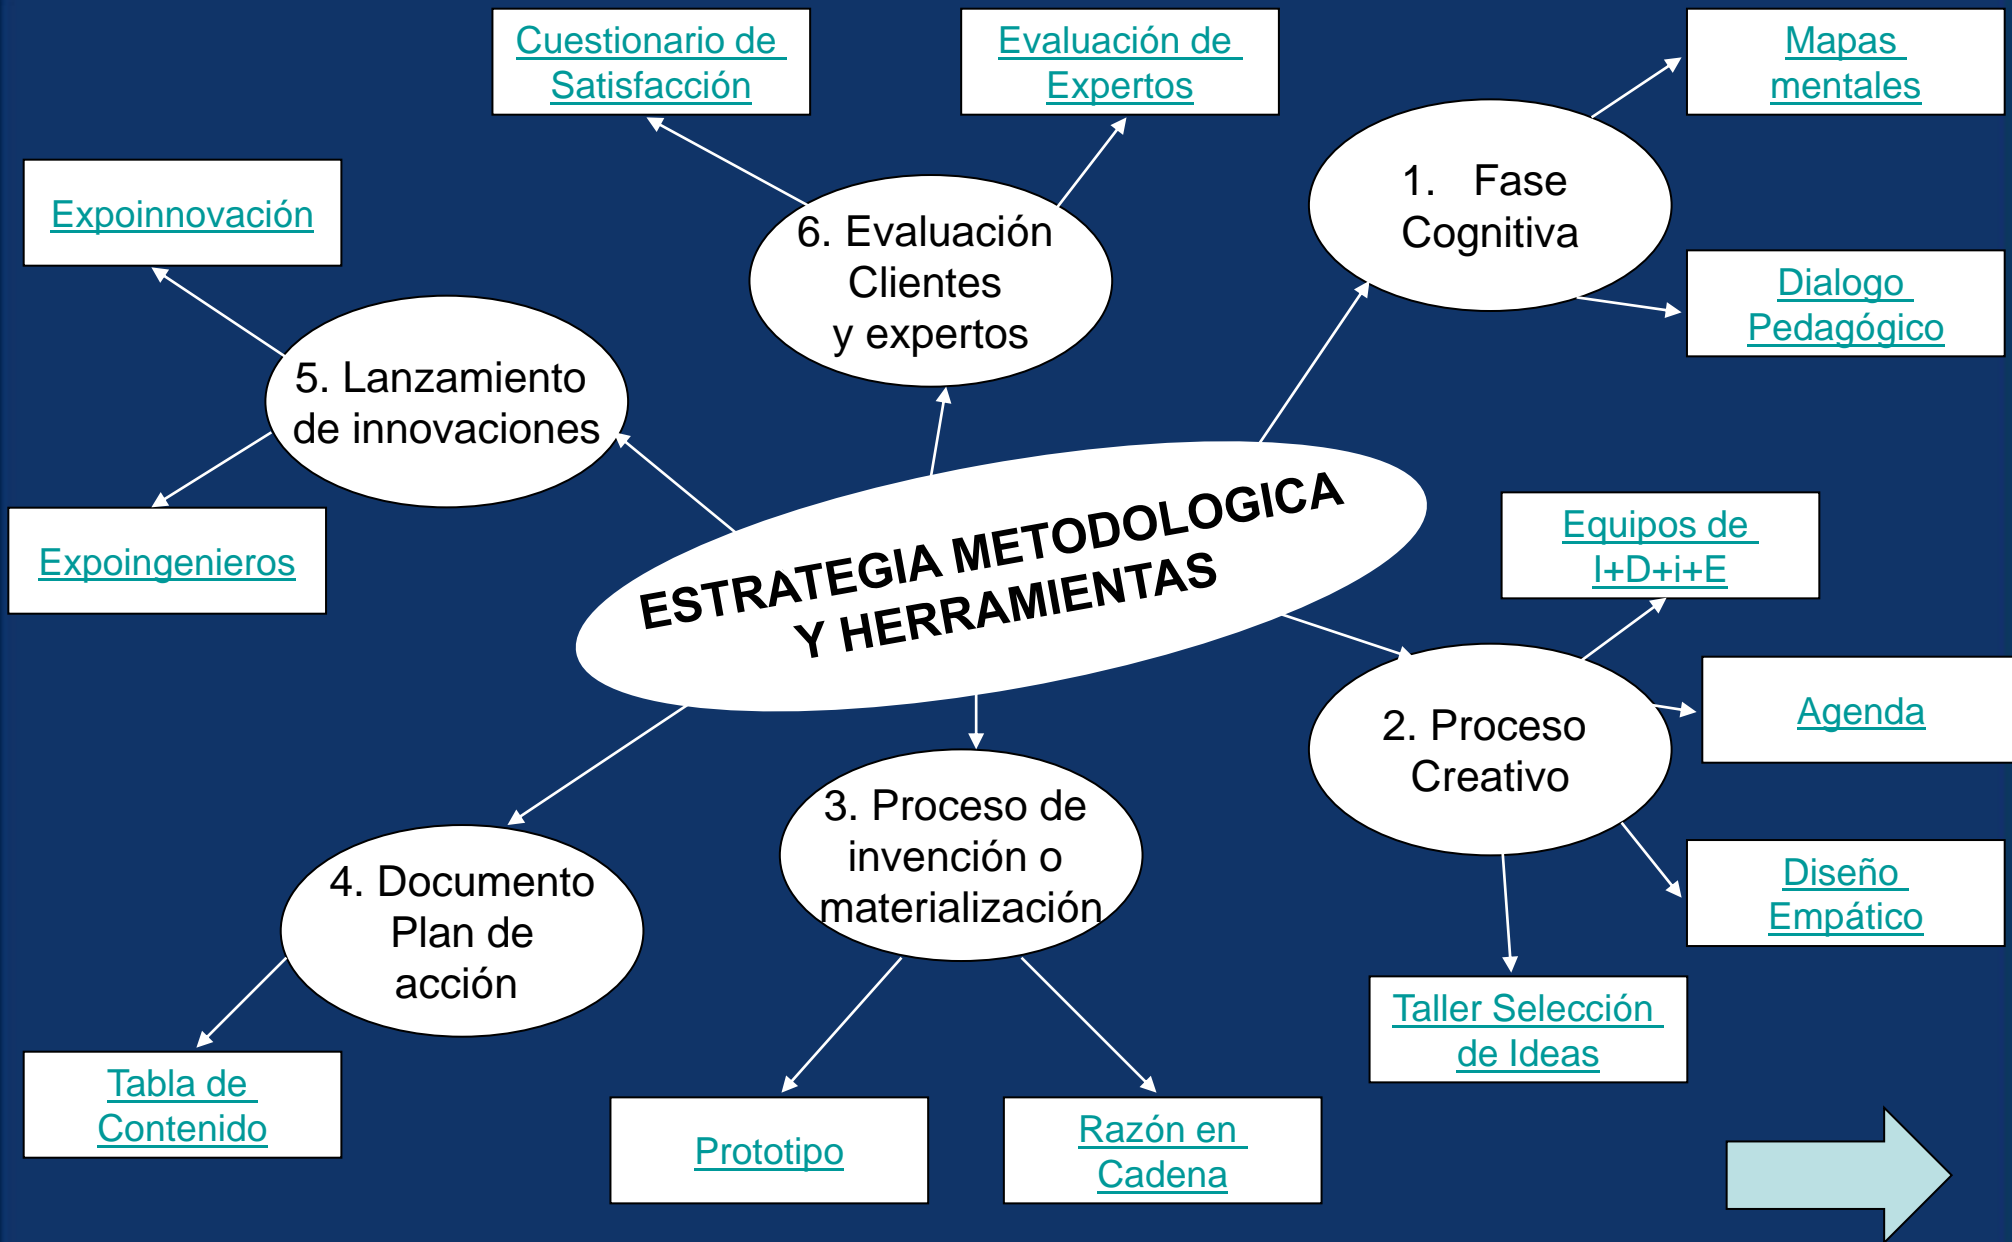 Cuestionario de
Satisfacción
Evaluación de
Expertos
Mapas
mentales
Expoinnovación
1. Fase
Cognitiva
6. Evaluación
Clientes
y expertos
Dialogo
Pedagógico
5. Lanzamiento
de innovaciones
Expoingenieros
ESTRATEGIA METODOLOGICA
Y HERRAMIENTAS
Equipos de
I+D+i+E
Agenda
2. Proceso
Creativo
3. Proceso de
invención o
materialización
4. Documento
Plan de
acción
Diseño
Empático
Taller Selección
de Ideas
Tabla de
Contenido
Prototipo
Razón en
Cadena